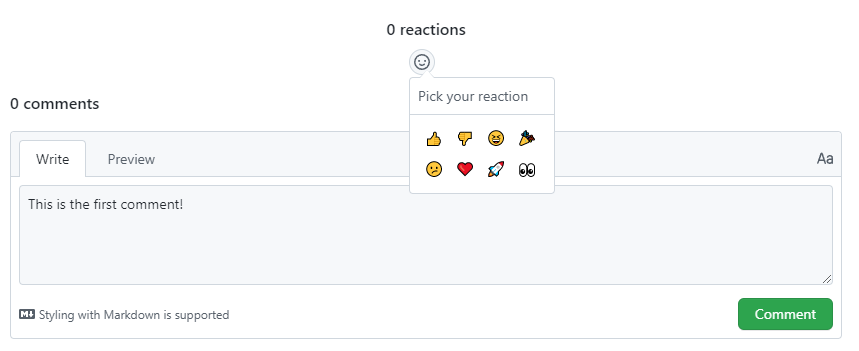 0 reactions
Pick your reaction
0 comments
Write
Preview
Aa
This is the first comment!
Styling with Markdown is supported
Comment